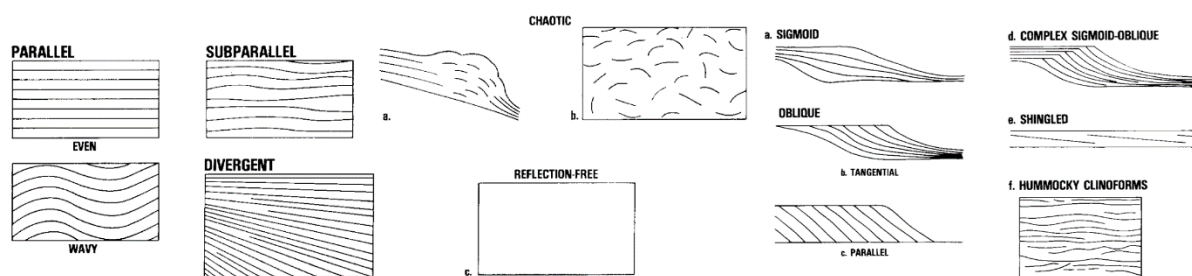 PARALLEL
EVEN
WAVY
SUBPARALLEL
DIVERGENT
CHAOTIC
a.
b.
REFLECTION-FREE
c.
a. SIGMOID
OBLIQUE
b. TANGENTIAL
c. PARALLEL
d. COMPLEX SIGMOID-OBLIQUE
e. SHINGLED
f. HUMMOCKY CLINOFORMS